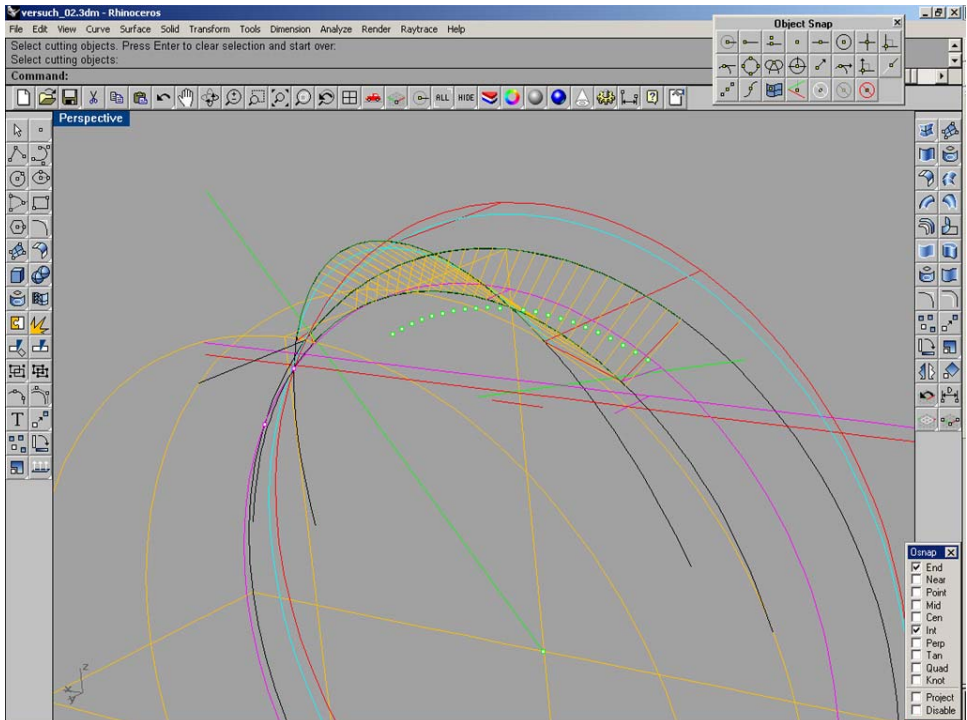 versuch_02.3dm - Rhinoceros
File Edit View Curve Surface Solid Transform Tools Dimension Analyze Render Raytrace Help
Select cutting objects. Press Enter to clear selection and start over:
Select cutting objects:
Command:
Object Snap
ALL HIDE
Perspective
T
D
z
x
y
Osnap
End
Near
Point
Mid
Cen
Int
Perp
Tan
Quad
Knot
Project
Disable